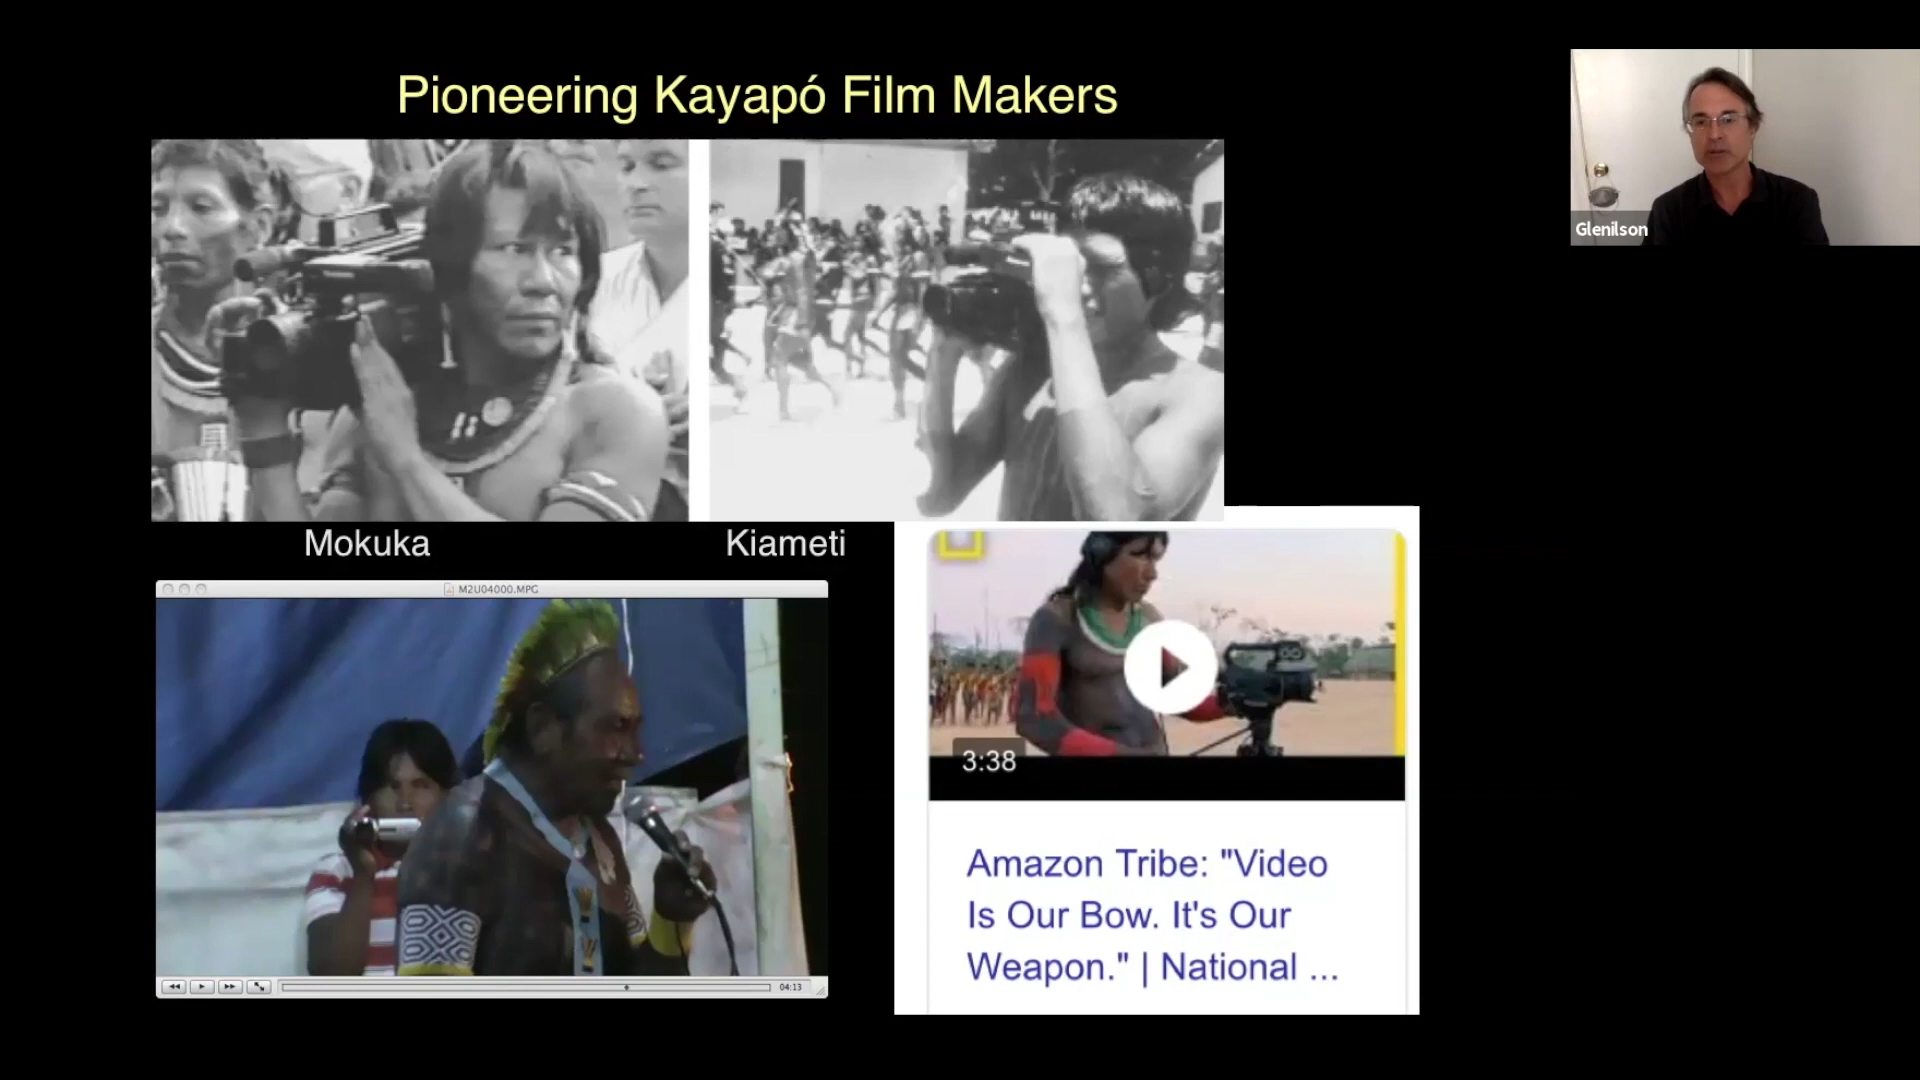 Pioneering Kayapó Film Makers
Glenilson
Mokuka
Kiameti
M2U04000.MPG
04:13
3:38
Amazon Tribe: "Video
Is Our Bow. It's Our
Weapon." | National ...